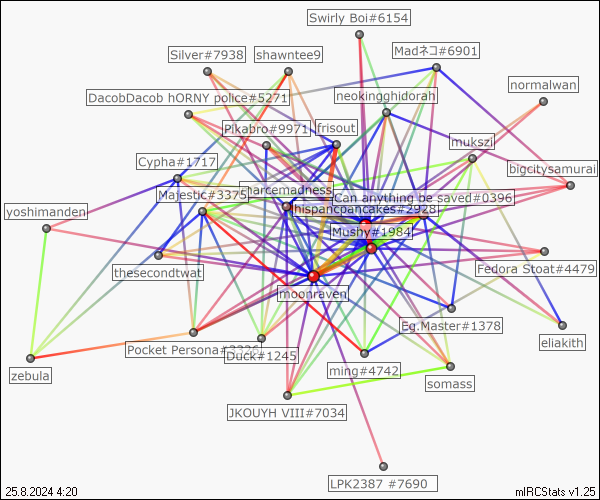 Swirly Boi#6154
Madネコ#6901
Silver#7938
shawntee9
normalwan
DacobDacob hORNY police#5271
neokingghidorah
Pikabro#9971
frisout
mukszi
Cypha#1717
bigcitysamurai
Majestic#3375
harcemadness
Can anything be saved#0396
yoshimanden
hispancpancakes#2928
Mushy#1984
thesecondtwat
Fedora Stoat#4479
moonraven
Eg.Master#1378
eliakith
Pocket Persona
Duck#1245
zebula
ming#4742
somass
JKOUYH VIII#7034
LPK2387 #7690
25.8.2024 4:20
mIRCStats v1.25